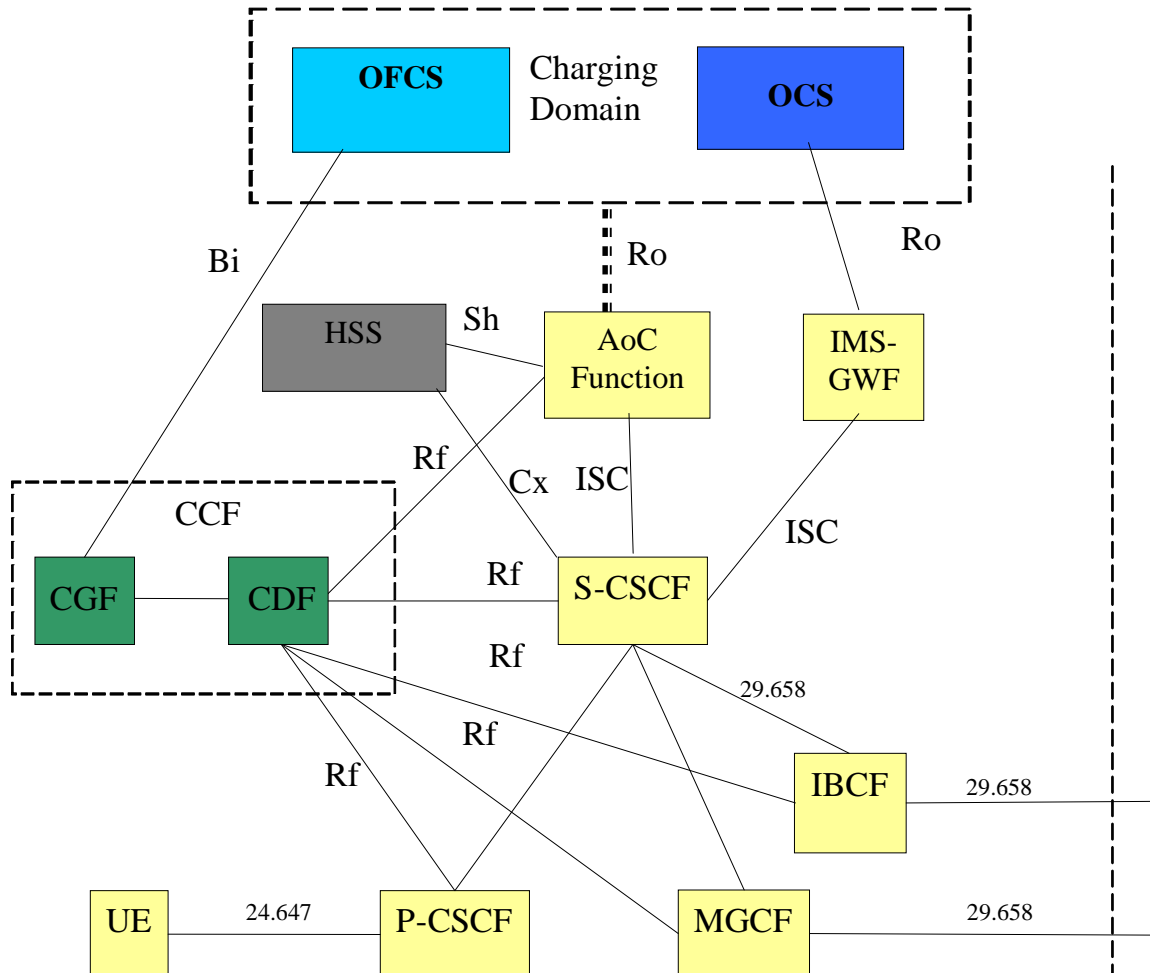 OFCS
Charging
Domain
OCS
Bi
Ro
Ro
HSS
Sh
AoC
Function
IMS-
GWF
Rf
Cx
ISC
ISC
CCF
CGF
CDF
Rf
S-CSCF
Rf
29.658
Rf
Rf
IBCF
29.658
UE
24.647
P-CSCF
MGCF
29.658